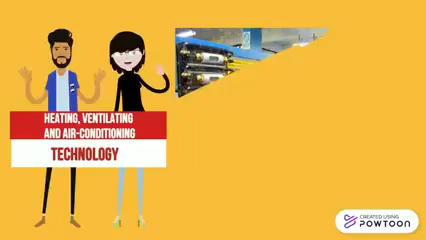 HEATING, VENTILATING
AND AIR-CONDITIONING
TECHNOLOGY
CREATED USING
POWTOON